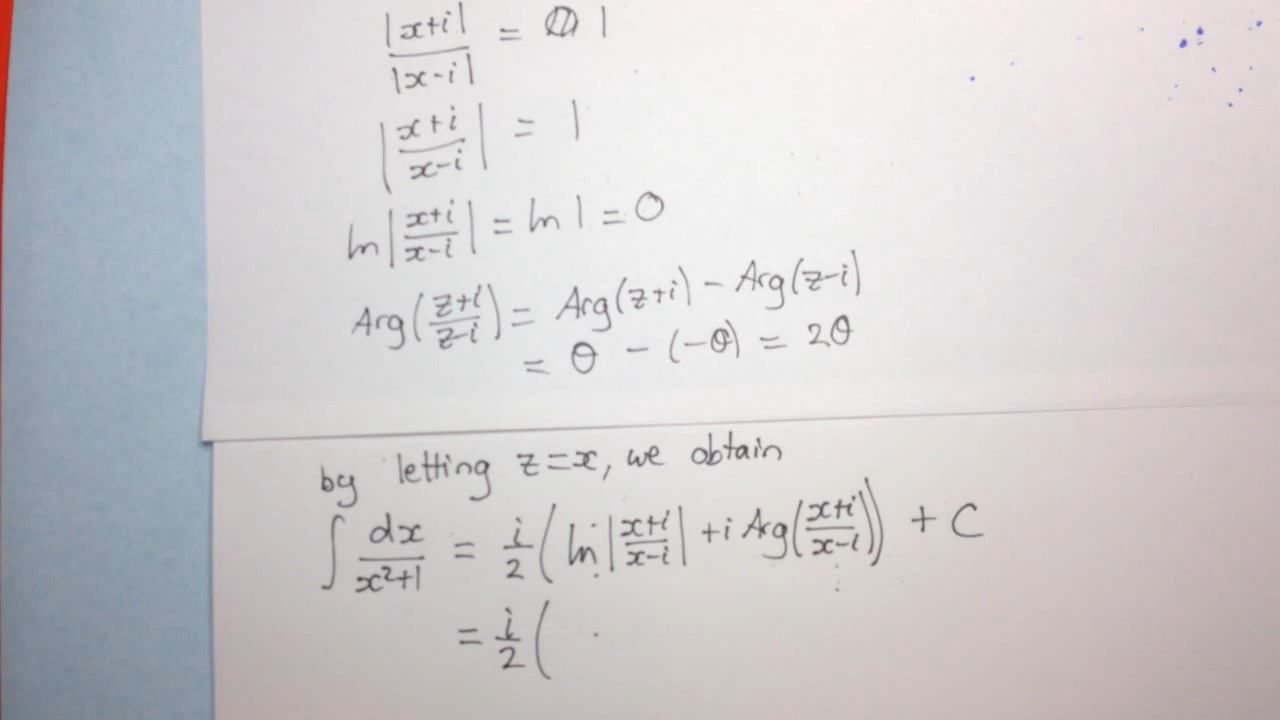 |x+i| / |x-i| = 1
|x+i / x-i| = 1
ln|x+i / x-i| = ln 1 = 0
Arg(z+i / z-i) = Arg(z+i) - Arg(z-i)
= θ - (-θ) = 2θ
by letting z=x, we obtain
∫ dx / x²+1 = i/2 (ln|x+i / x-i| + i Arg(x+i / x-i)) + C
= i/2 (